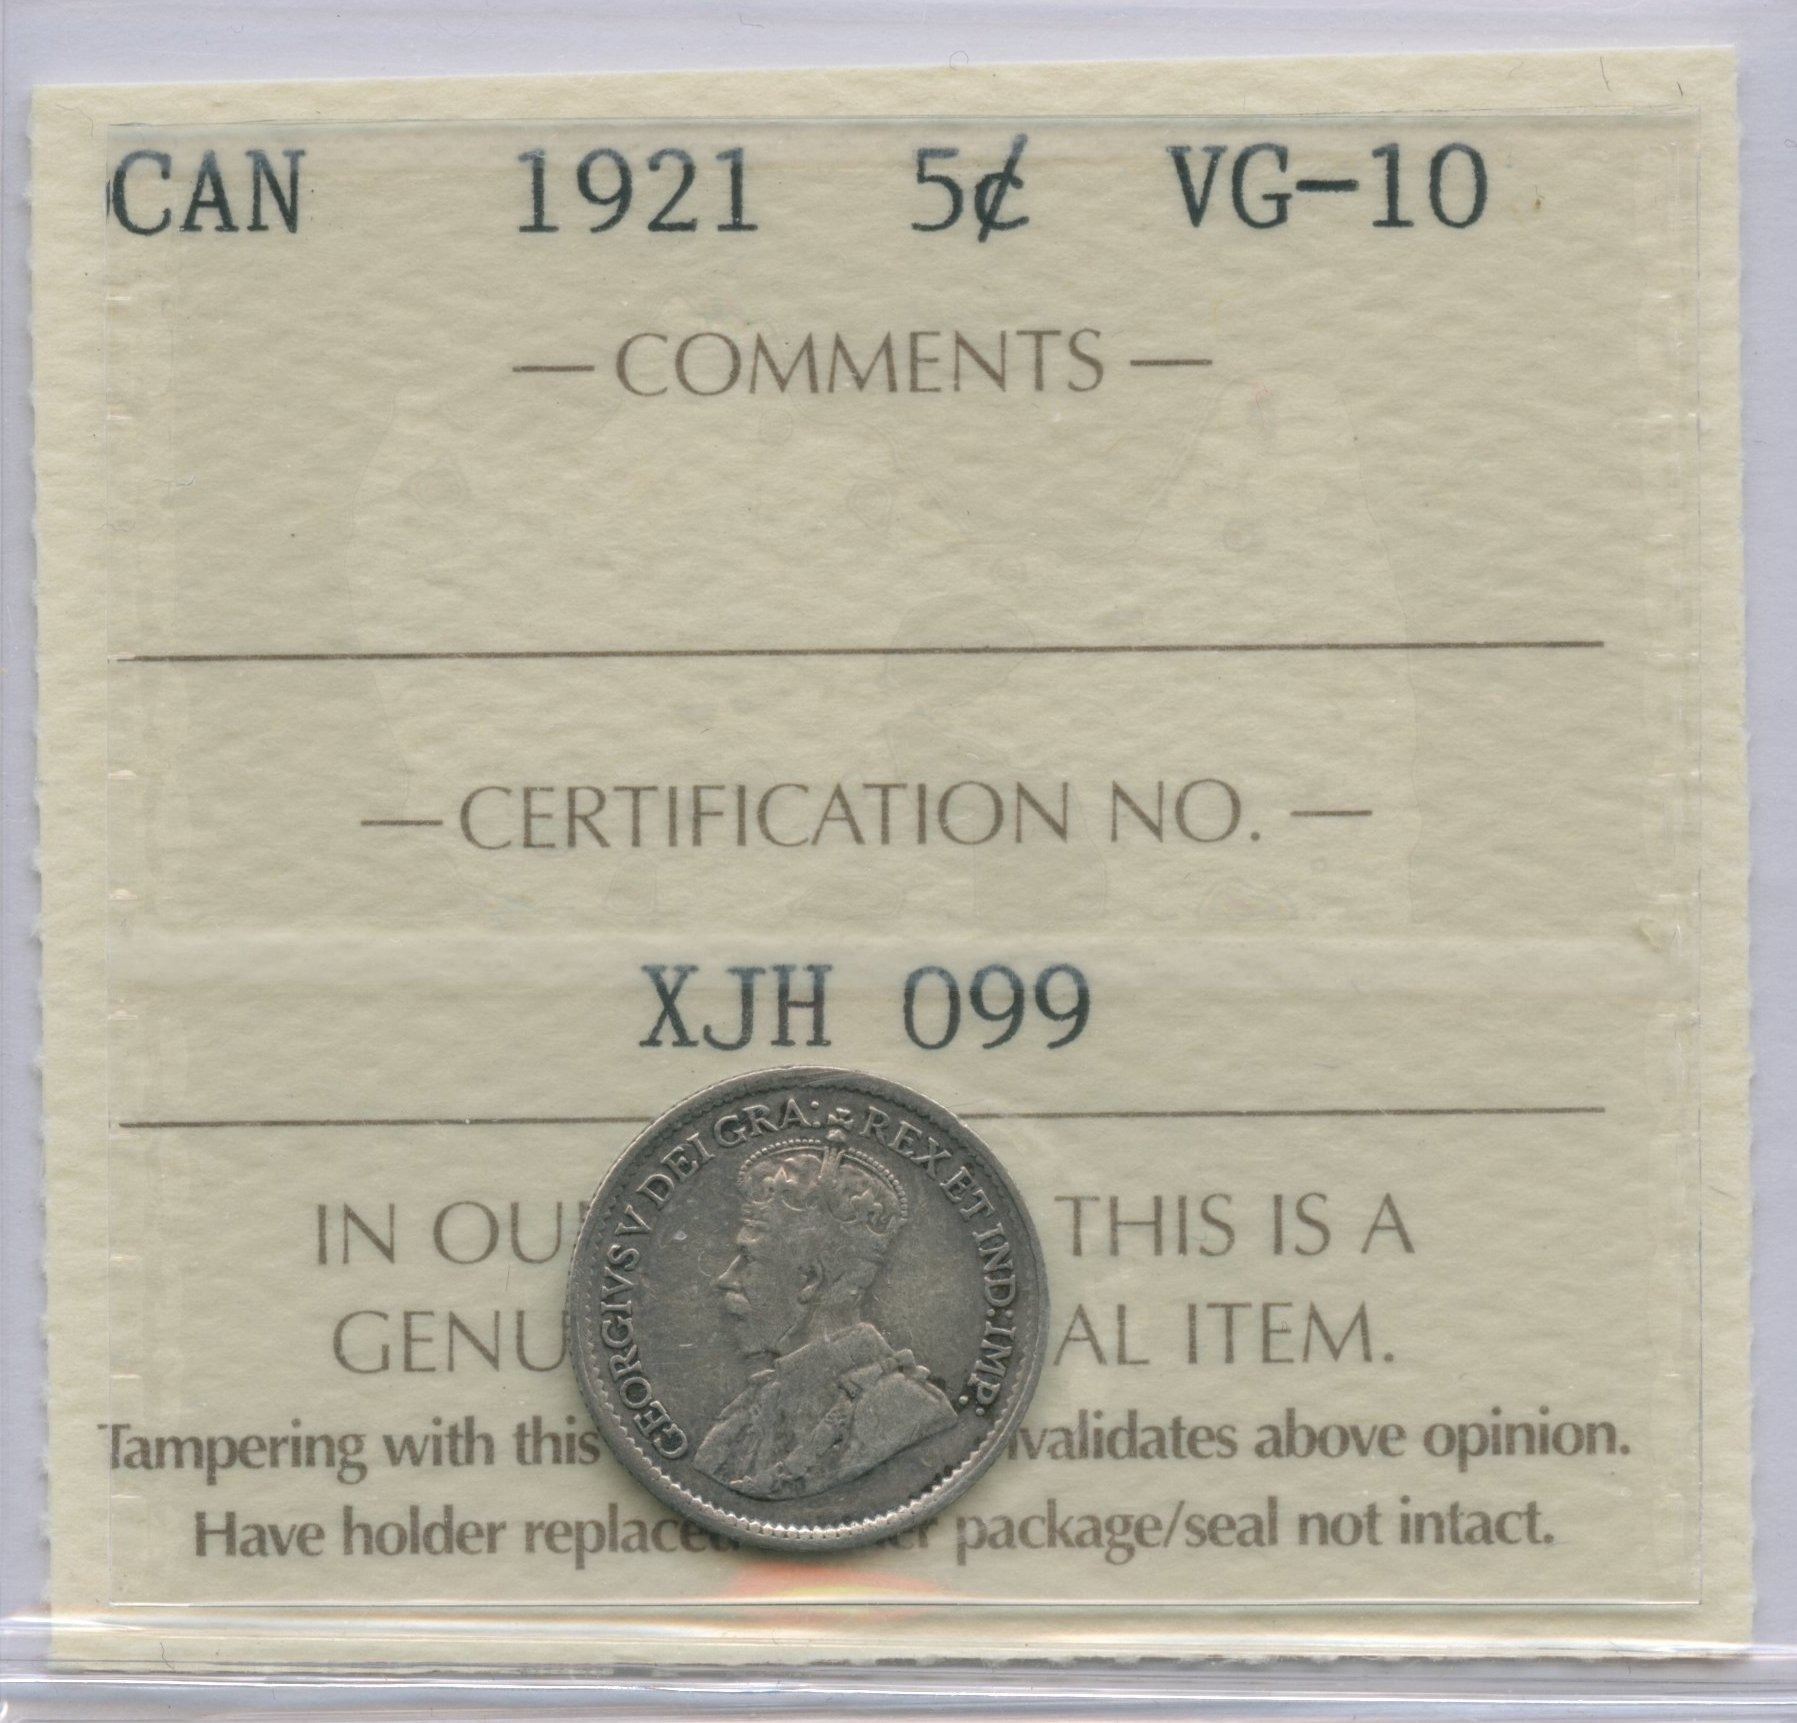 CAN 1921 5¢ VG-10
— COMMENTS —
— CERTIFICATION NO. —
XJH 099
GEORGIVS V DEI GRA: REX ET IND: IMP:
IN OU THIS IS A
GENU AL ITEM.
Tampering with this validates above opinion.
Have holder replace package/seal not intact.